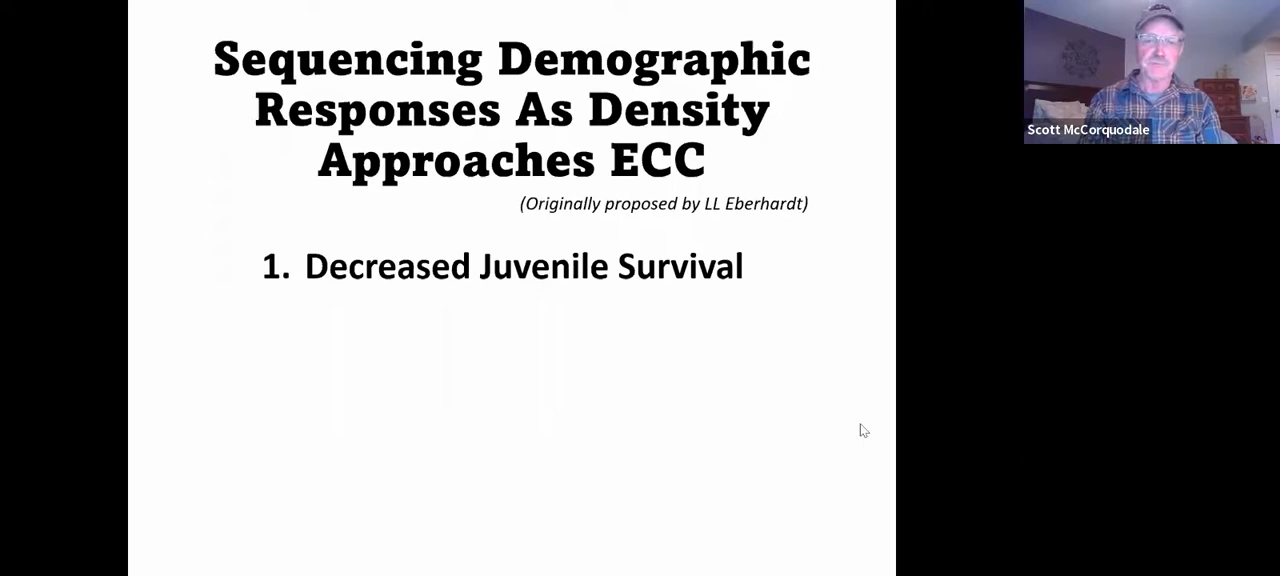 Sequencing Demographic
Responses As Density
Approaches ECC
(Originally proposed by LL Eberhardt)
1. Decreased Juvenile Survival
Scott McCorquodale